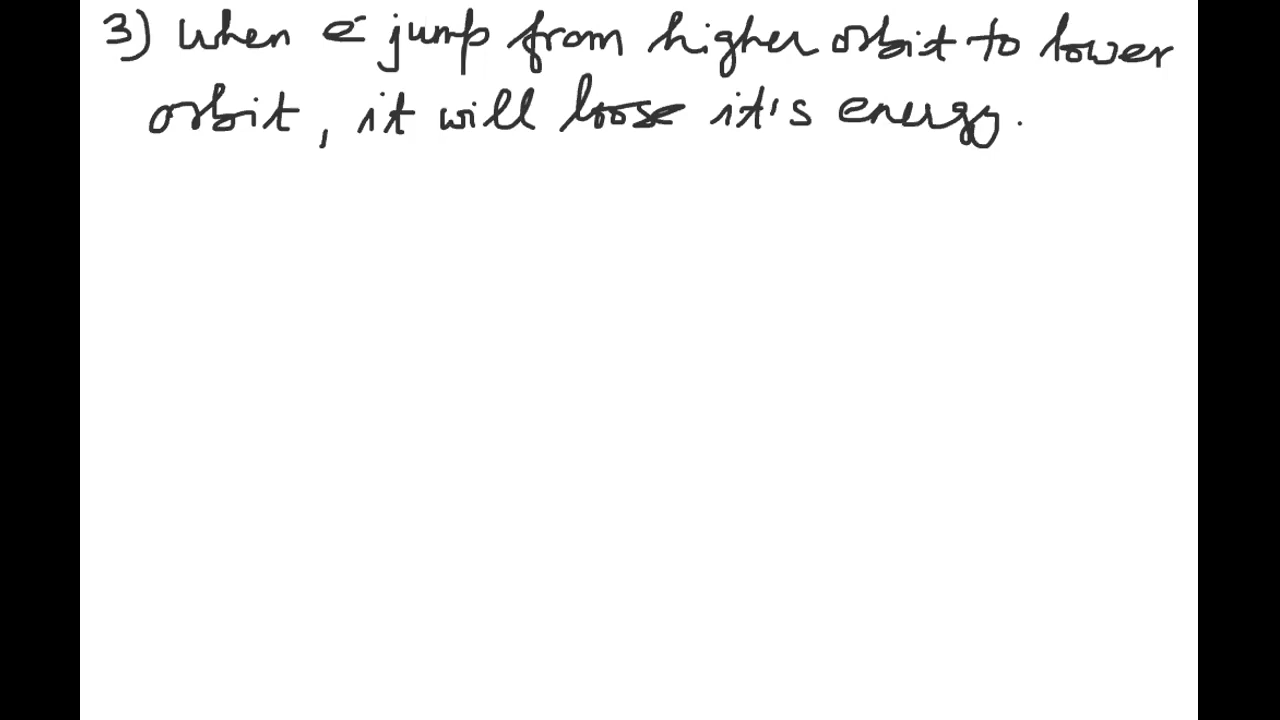 3) When e⁻ jump from higher orbit to lower
orbit, it will loose it's energy.